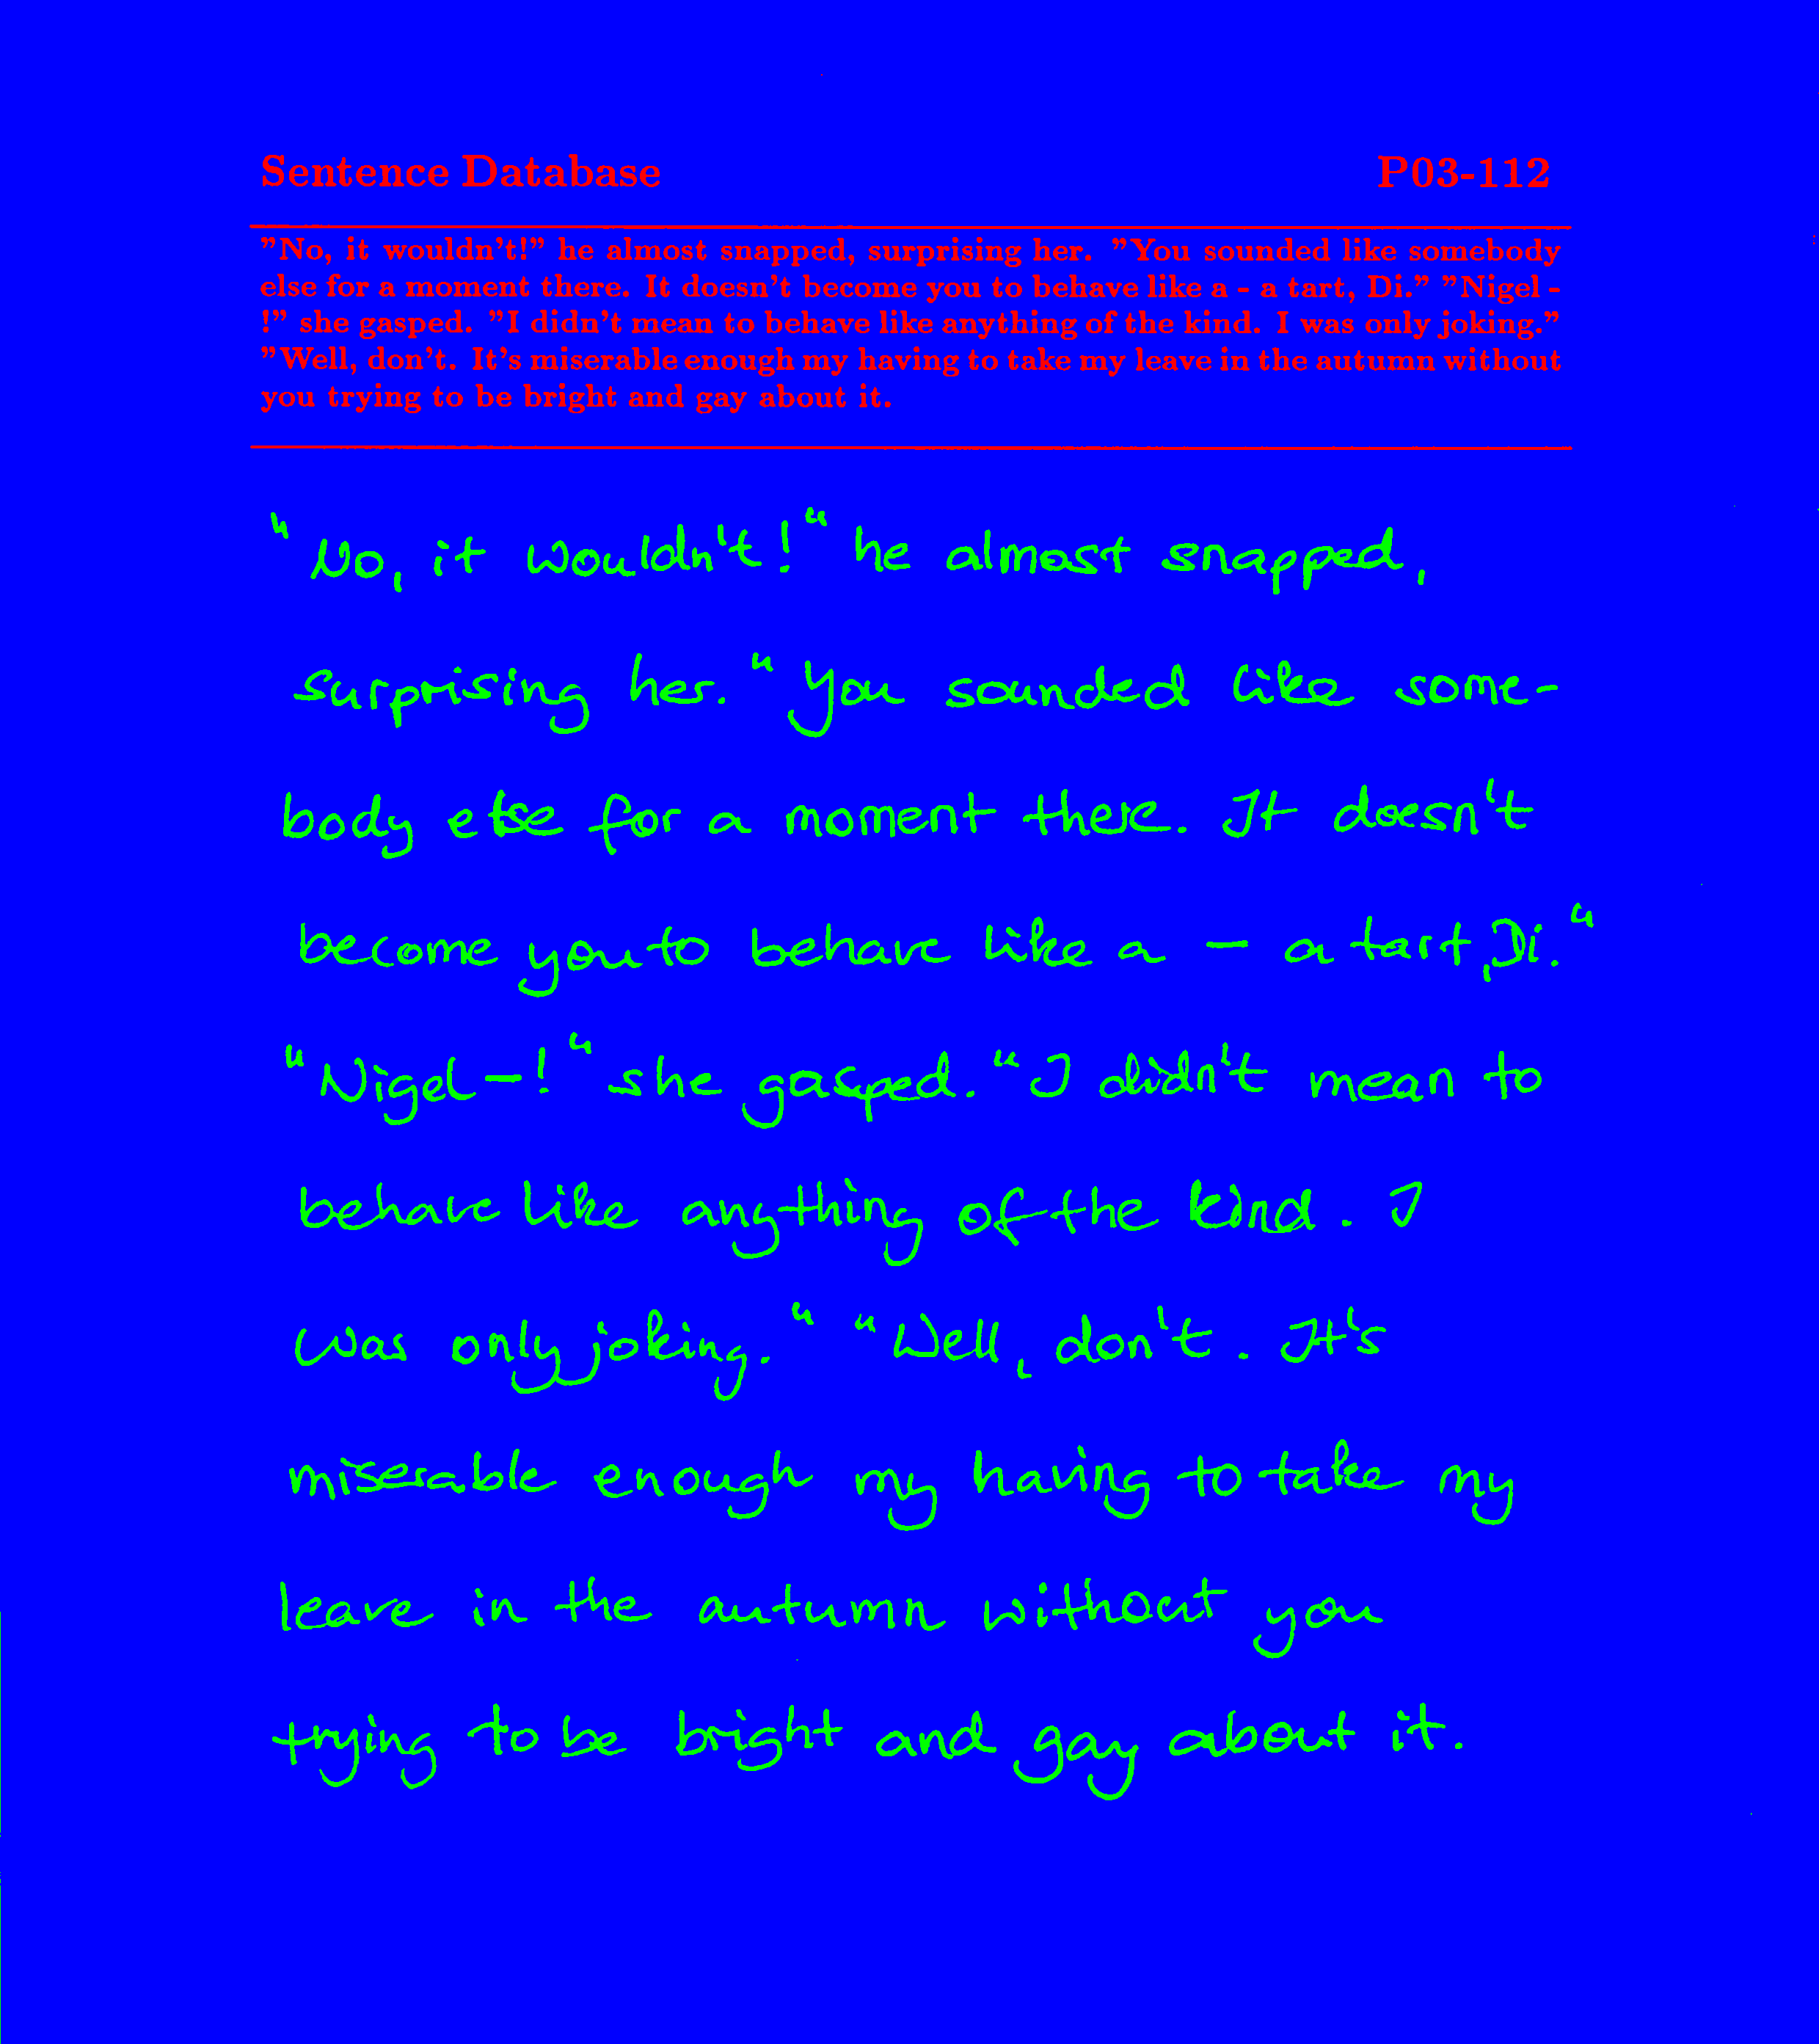 Sentence Database P03-112
"No, it wouldn't!" he almost snapped, surprising her. "You sounded like somebody
else for a moment there. It doesn't become you to behave like a - a tart, Di." "Nigel -
!" she gasped. "I didn't mean to behave like anything of the kind. I was only joking."
"Well, don't. It's miserable enough my having to take my leave in the autumn without
you trying to be bright and gay about it.
"No, it wouldn't!" he almost snapped,
surprising her. "You sounded like some-
body else for a moment there. It doesn't
become you to behave like a - a tart, Di."
"Nigel -!" she gasped. "I didn't mean to
behave like anything of the kind. I
was only joking." "Well, don't. It's
miserable enough my having to take my
leave in the autumn without you
trying to be bright and gay about it.